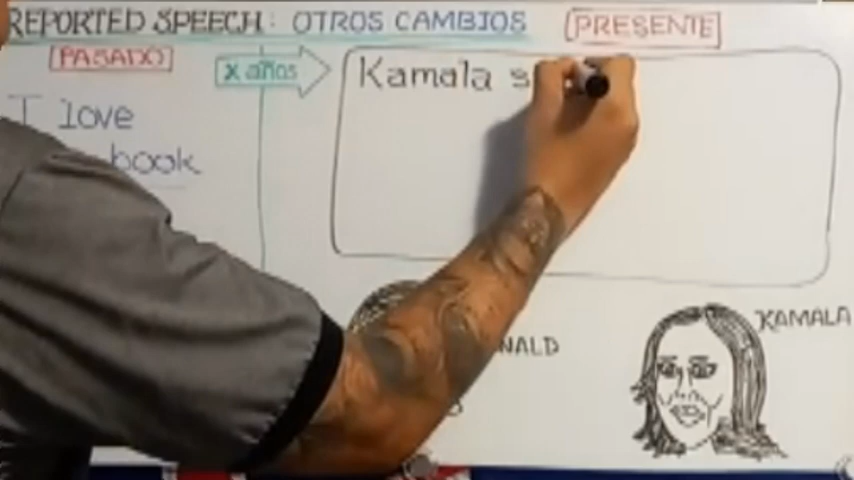 REPORTED SPEECH: OTROS CAMBIOS
PRESENTE
PASADO
X años
Kamala s
I love
book
NALD
KAMALA